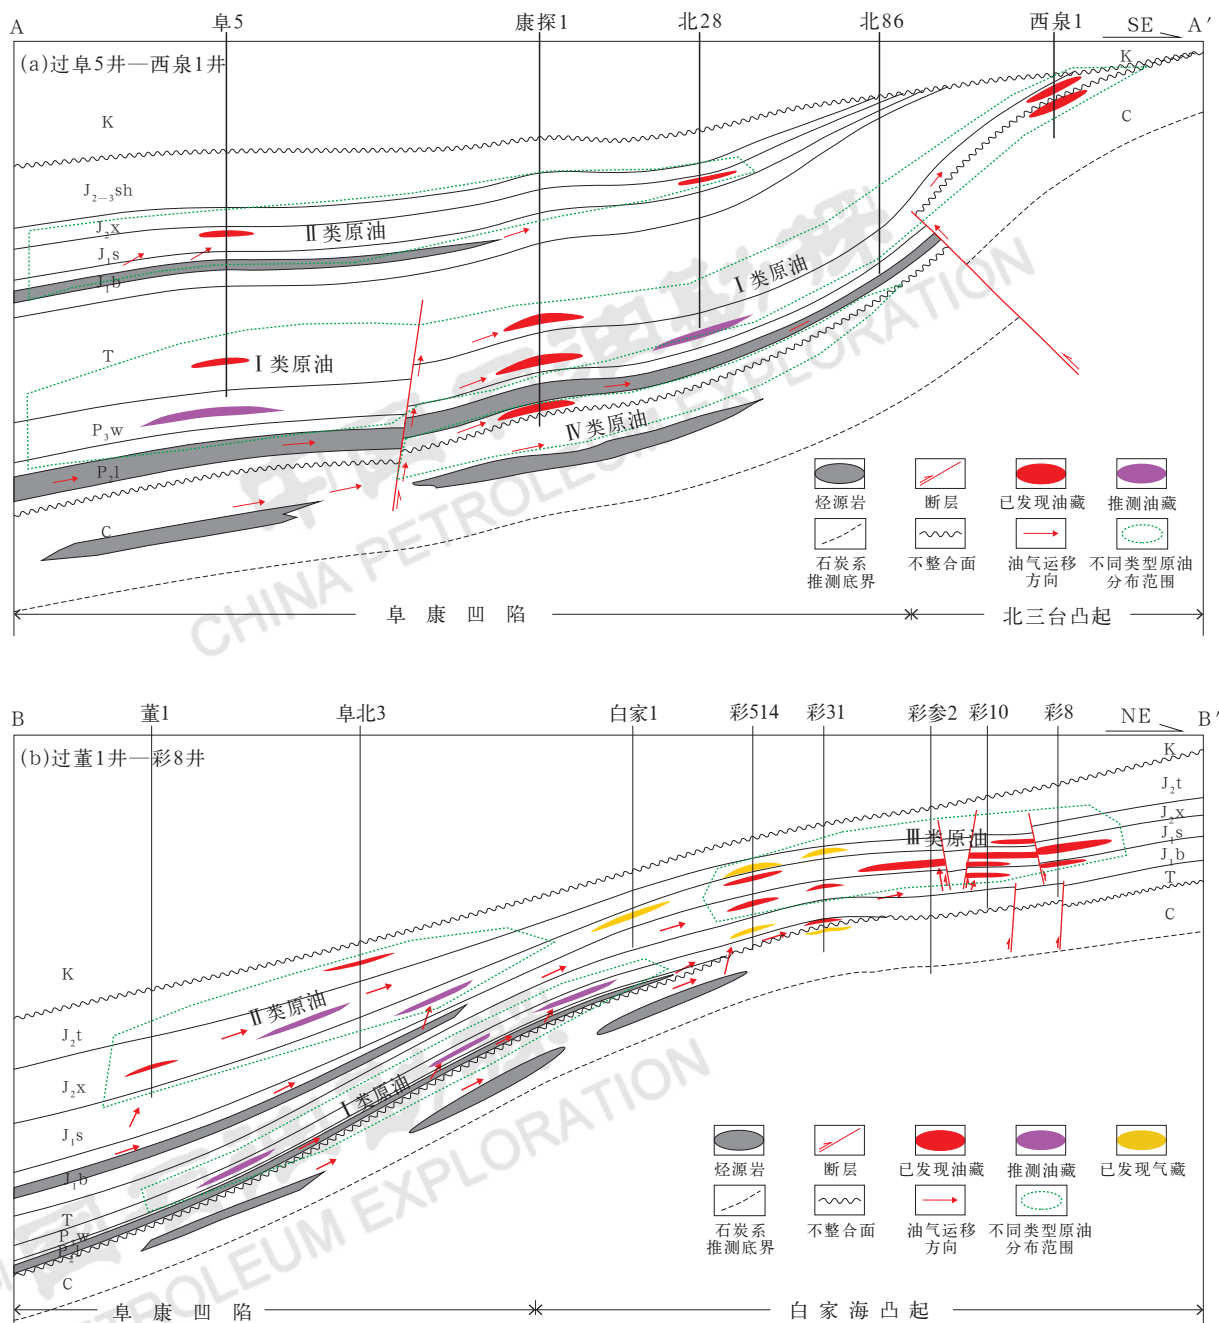 A 阜5 康探1 北28 北86 西泉1 SE A′
(a)过阜5井—西泉1井
K
K
C
J₂₋₃sh
J₂x
Ⅱ类原油
J₁s
J₁b
Ⅰ类原油
T
Ⅰ类原油
P₃w
Ⅳ类原油
P₂l
C
烃源岩 断层 已发现油藏 推测油藏
石炭系 不整合面 油气运移 不同类型原油
推测底界 方向 分布范围
阜康凹陷 北三台凸起
CHINA PETROLEUM EXPLORATION
B 董1 阜北3 白家1 彩514 彩31 彩参2 彩10 彩8 NE B′
(b)过董1井—彩8井
K
J₂t
J₂x
Ⅲ类原油
J₁s
J₁b
T
C
K
Ⅱ类原油
J₂t
J₂x
Ⅰ类原油
J₁s
J₁b
T
P₃w
P₂l
C
烃源岩 断层 已发现油藏 推测油藏 已发现气藏
石炭系 不整合面 油气运移 不同类型原油
推测底界 方向 分布范围
阜康凹陷 白家海凸起
PETROLEUM EXPLORATION